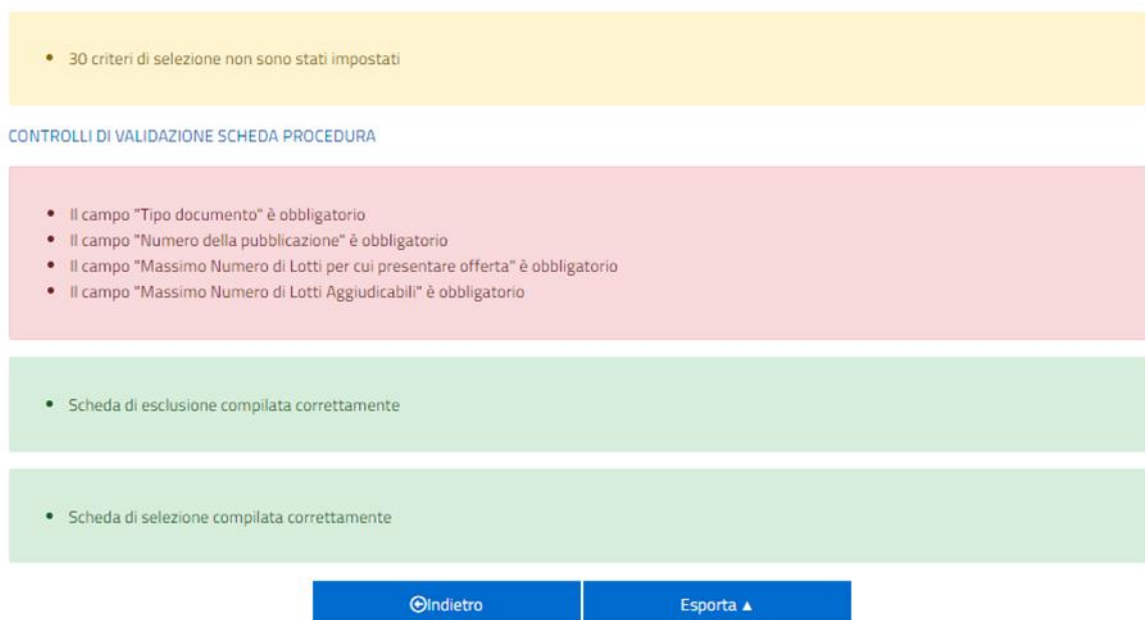 30 criteri di selezione non sono stati impostati
CONTROLLI DI VALIDAZIONE SCHEDA PROCEDURA
Il campo "Tipo documento" è obbligatorio
Il campo "Numero della pubblicazione" è obbligatorio
Il campo "Massimo Numero di Lotti per cui presentare offerta" è obbligatorio
Il campo "Massimo Numero di Lotti Aggiudicabili" è obbligatorio
Scheda di esclusione compilata correttamente
Scheda di selezione compilata correttamente
Indietro
Esporta ▲